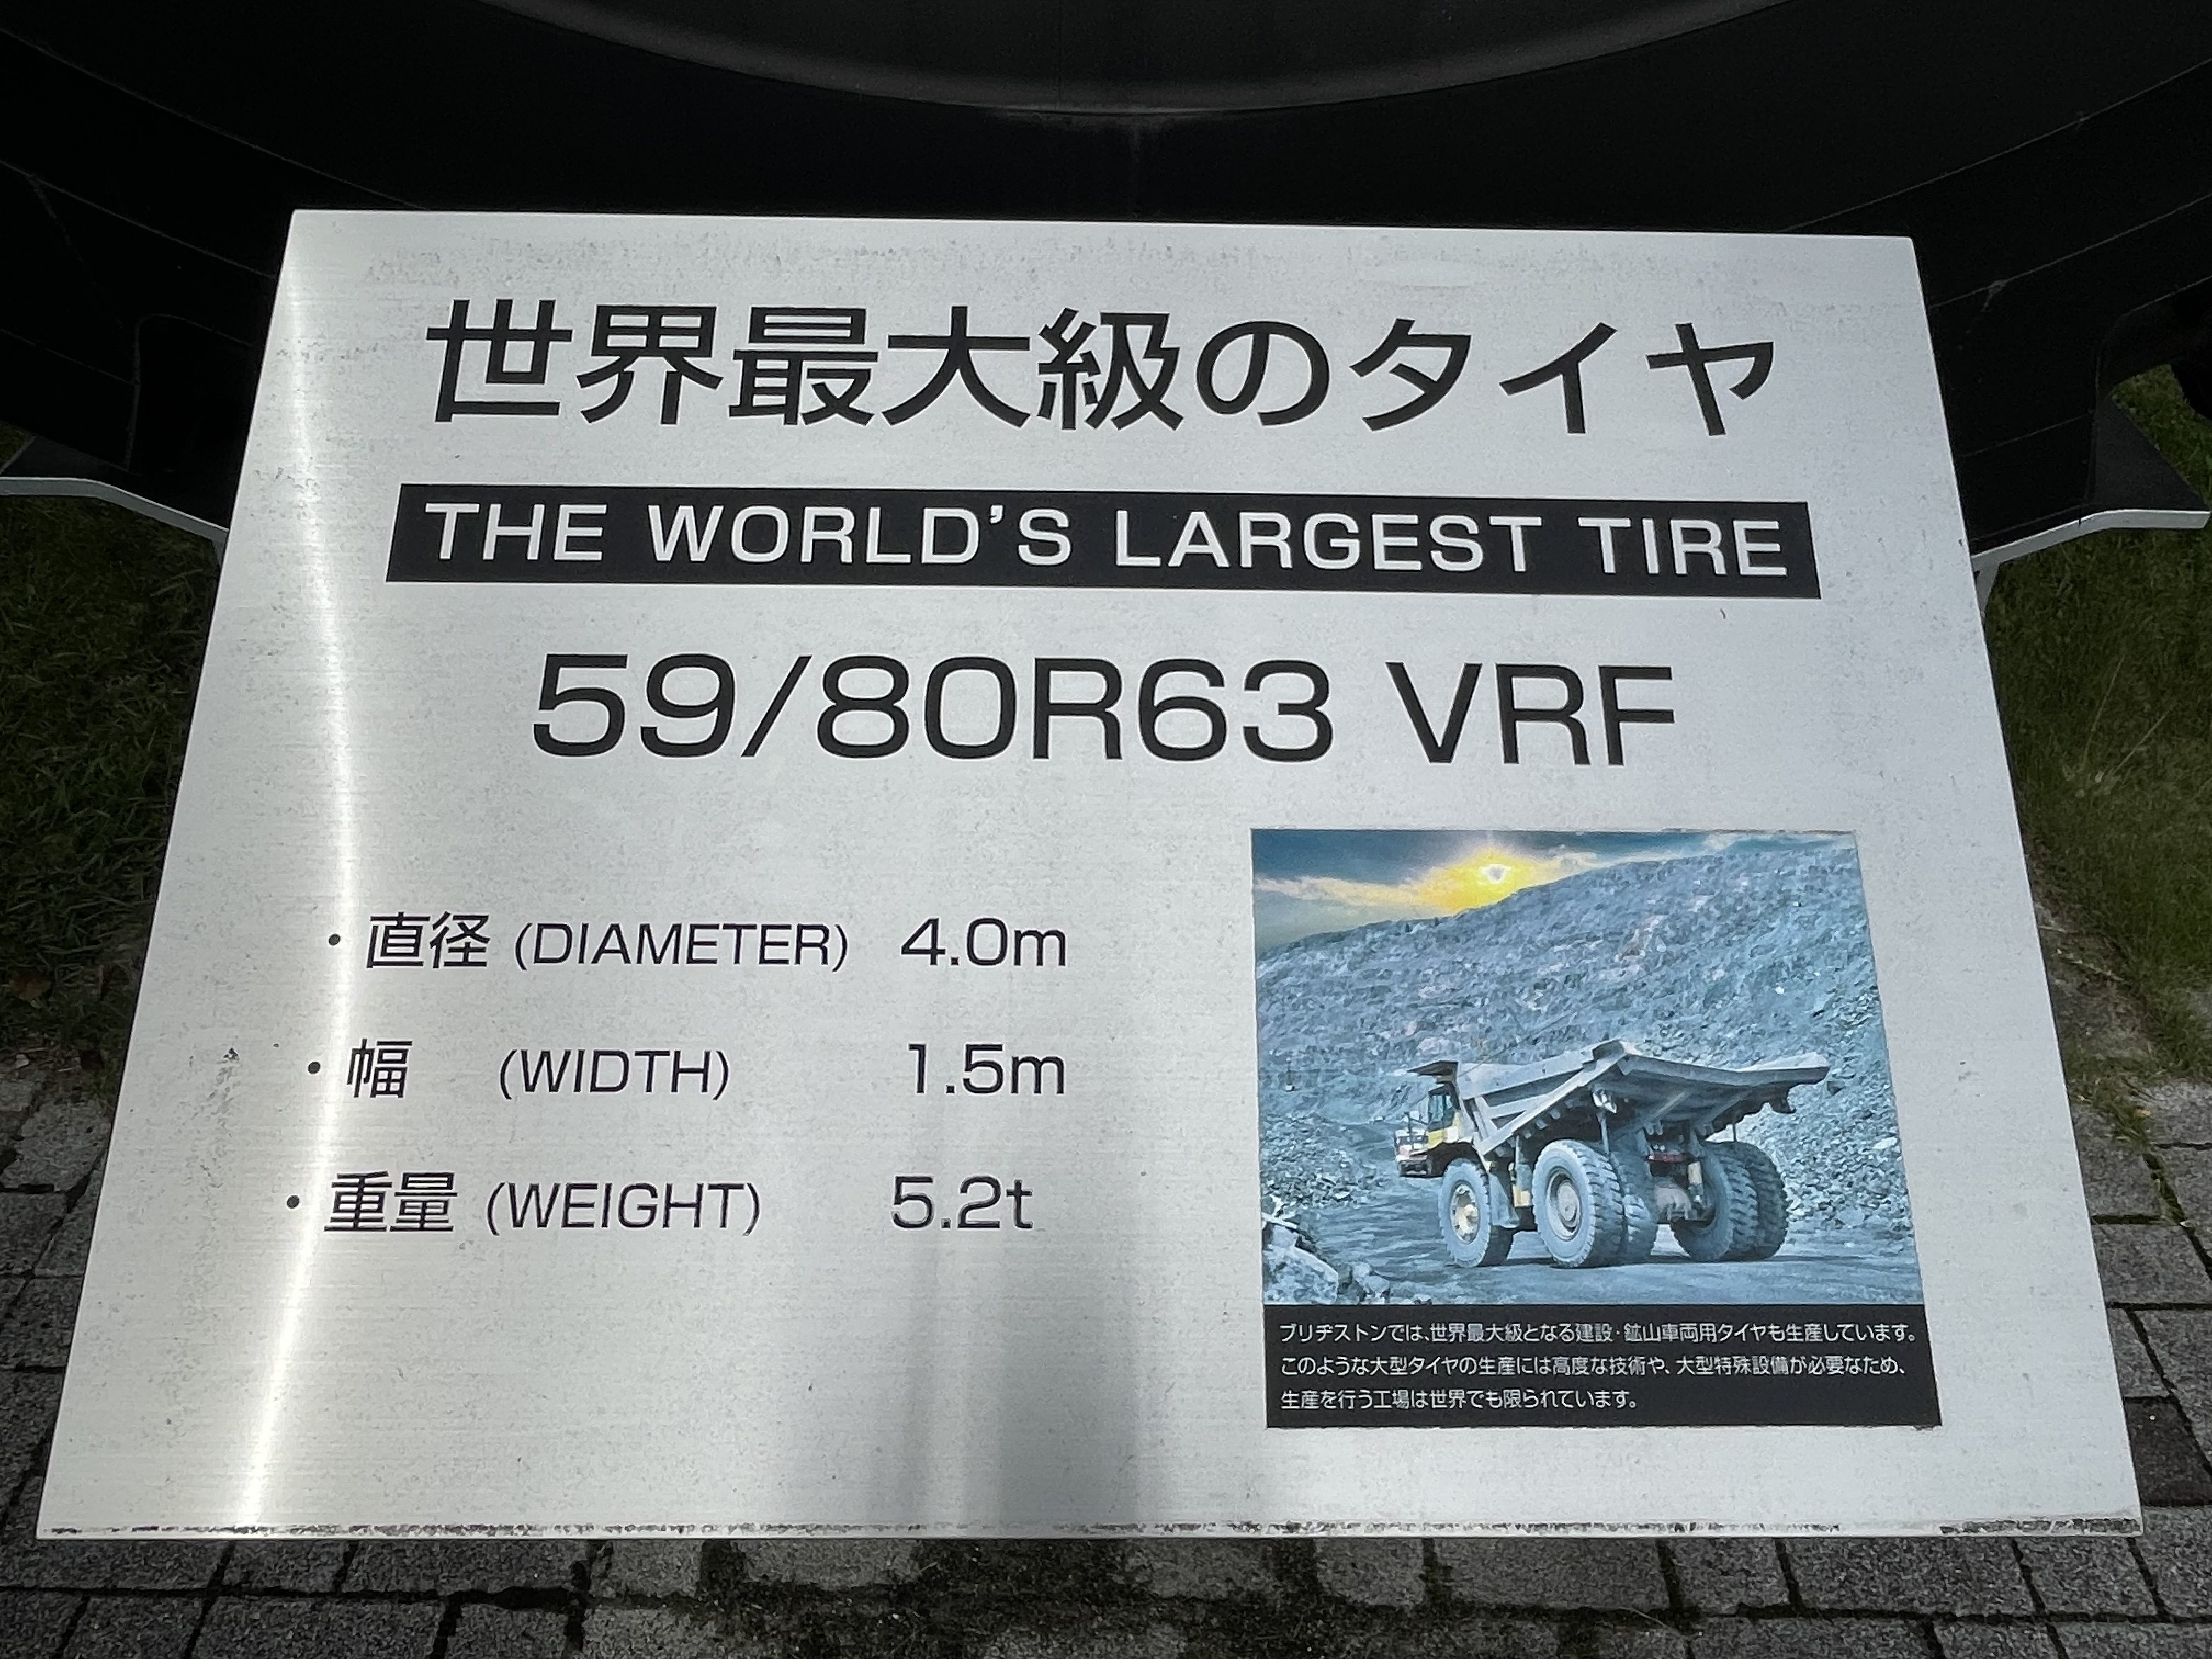 世界最大級のタイヤ
THE WORLD'S LARGEST TIRE
59/80R63 VRF
・直径 (DIAMETER) 4.0m
・幅 (WIDTH) 1.5m
・重量 (WEIGHT) 5.2t
ブリヂストンでは、世界最大級となる建設・鉱山車両用タイヤも生産しています。
このような大型タイヤの生産には高度な技術や、大型特殊設備が必要なため、
生産を行う工場は世界でも限られています。